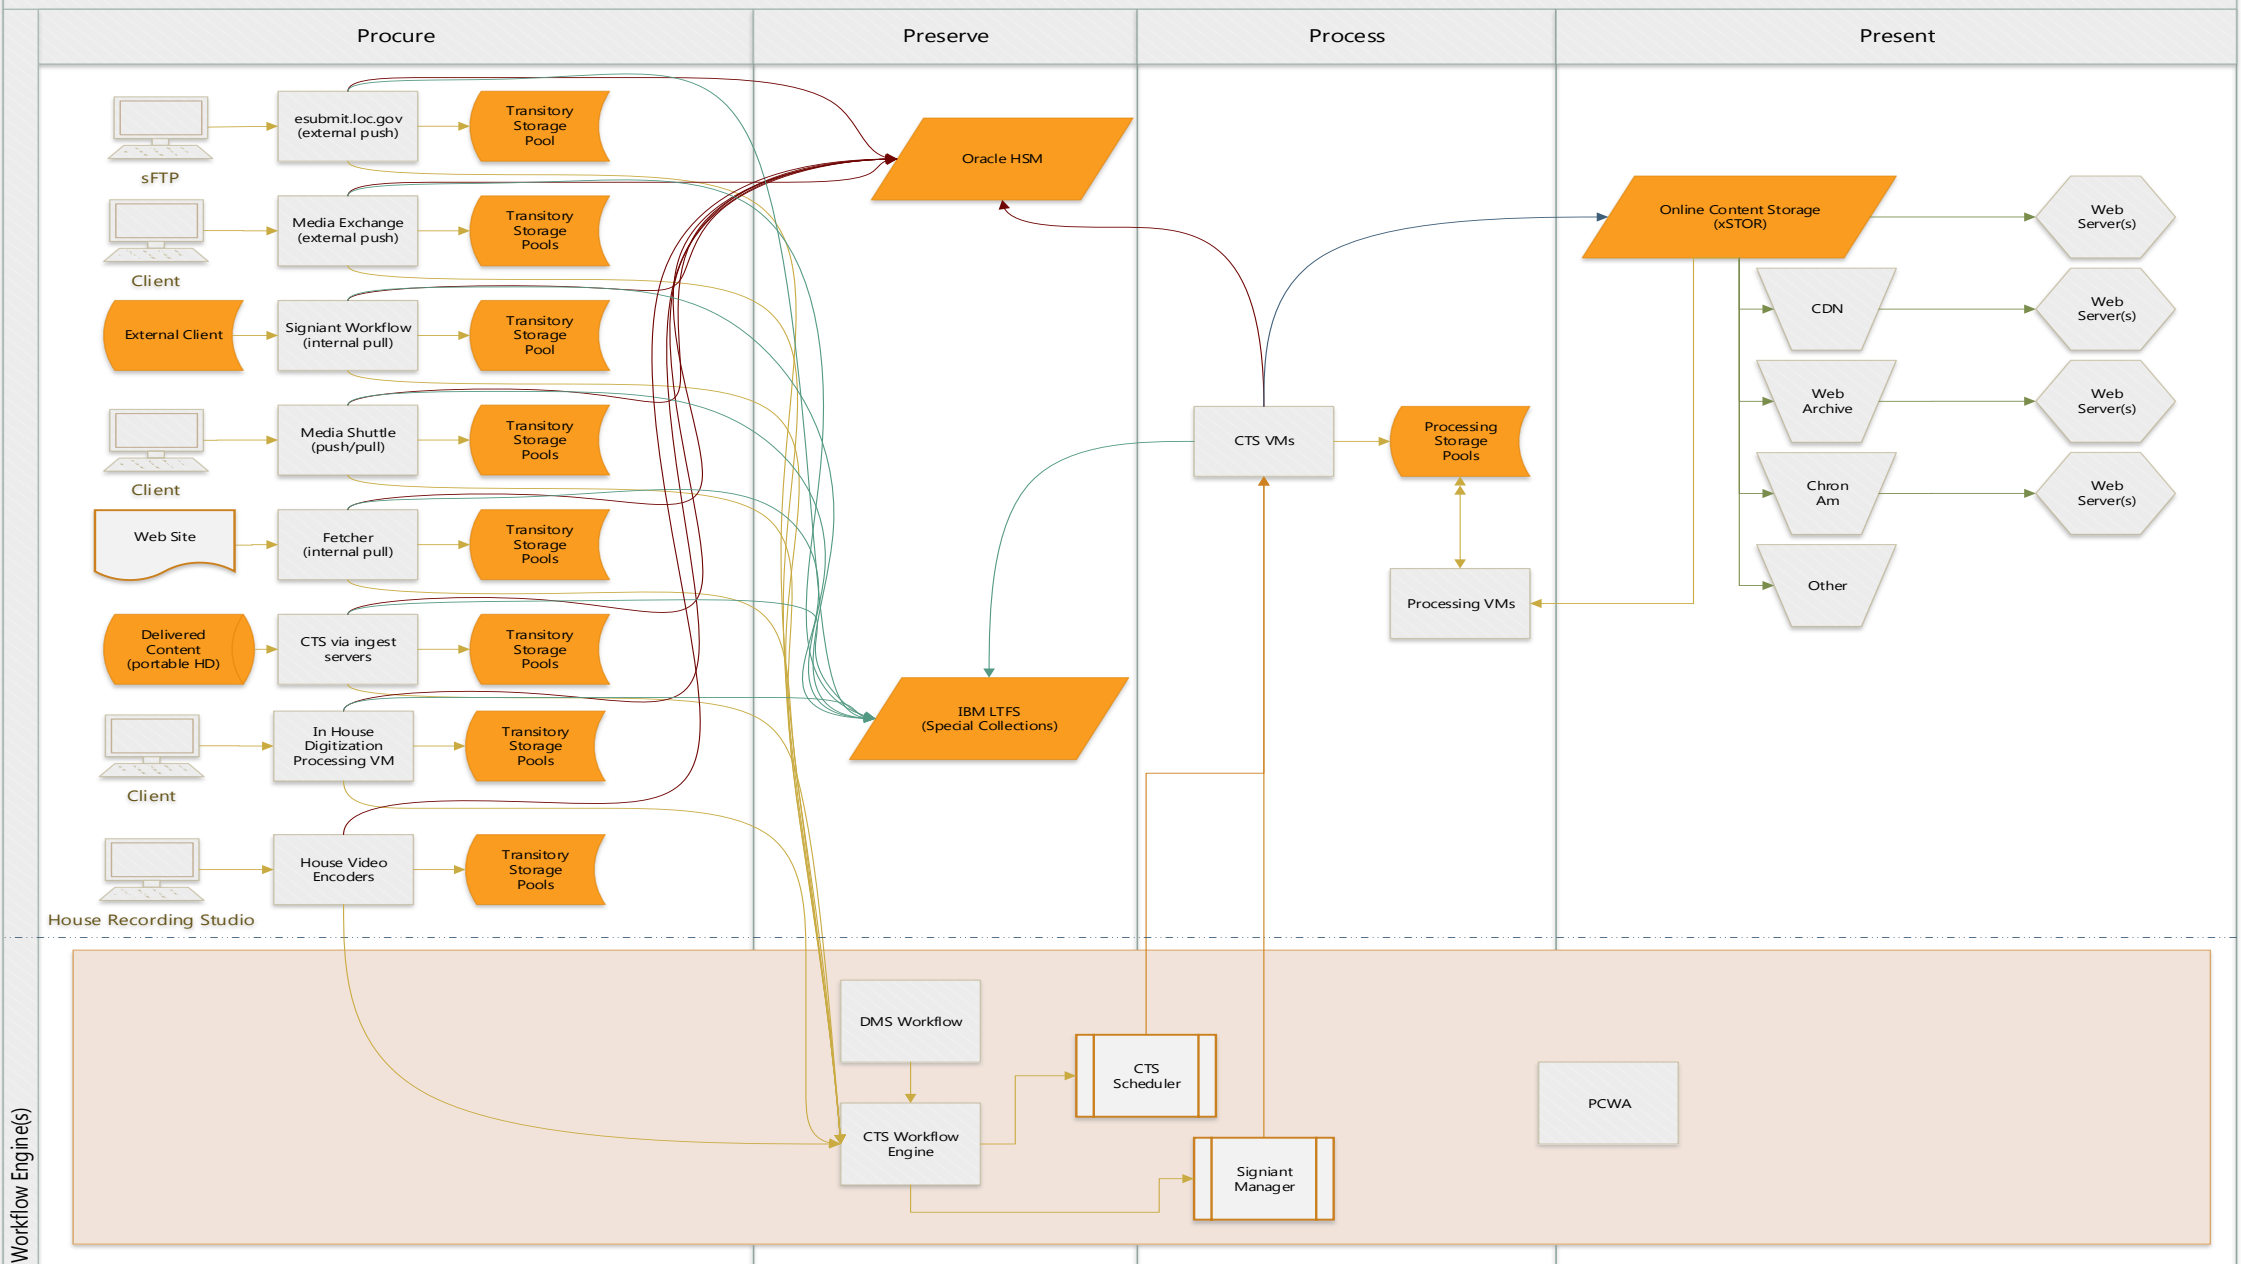 Procure
Preserve
Process
Present
esubmit.loc.gov
(external push)
Transitory
Storage
Pool
sFTP
Media Exchange
(external push)
Transitory
Storage
Pools
Client
External Client
Signiant Workflow
(internal pull)
Transitory
Storage
Pool
Media Shuttle
(push/pull)
Transitory
Storage
Pools
Client
Web Site
Fetcher
(internal pull)
Transitory
Storage
Pools
Delivered
Content
(portable HD)
CTS via ingest
servers
Transitory
Storage
Pools
In House
Digitization
Processing VM
Transitory
Storage
Pools
Client
House Video
Encoders
Transitory
Storage
Pools
House Recording Studio
Oracle HSM
IBM LTFS
(Special Collections)
CTS VMs
Processing
Storage
Pools
Processing VMs
Online Content Storage
(xSTOR)
Web
Server(s)
CDN
Web
Server(s)
Web
Archive
Web
Server(s)
Chron
Am
Web
Server(s)
Other
Workflow Engine(s)
DMS Workflow
CTS Workflow
Engine
CTS
Scheduler
Signiant
Manager
PCWA